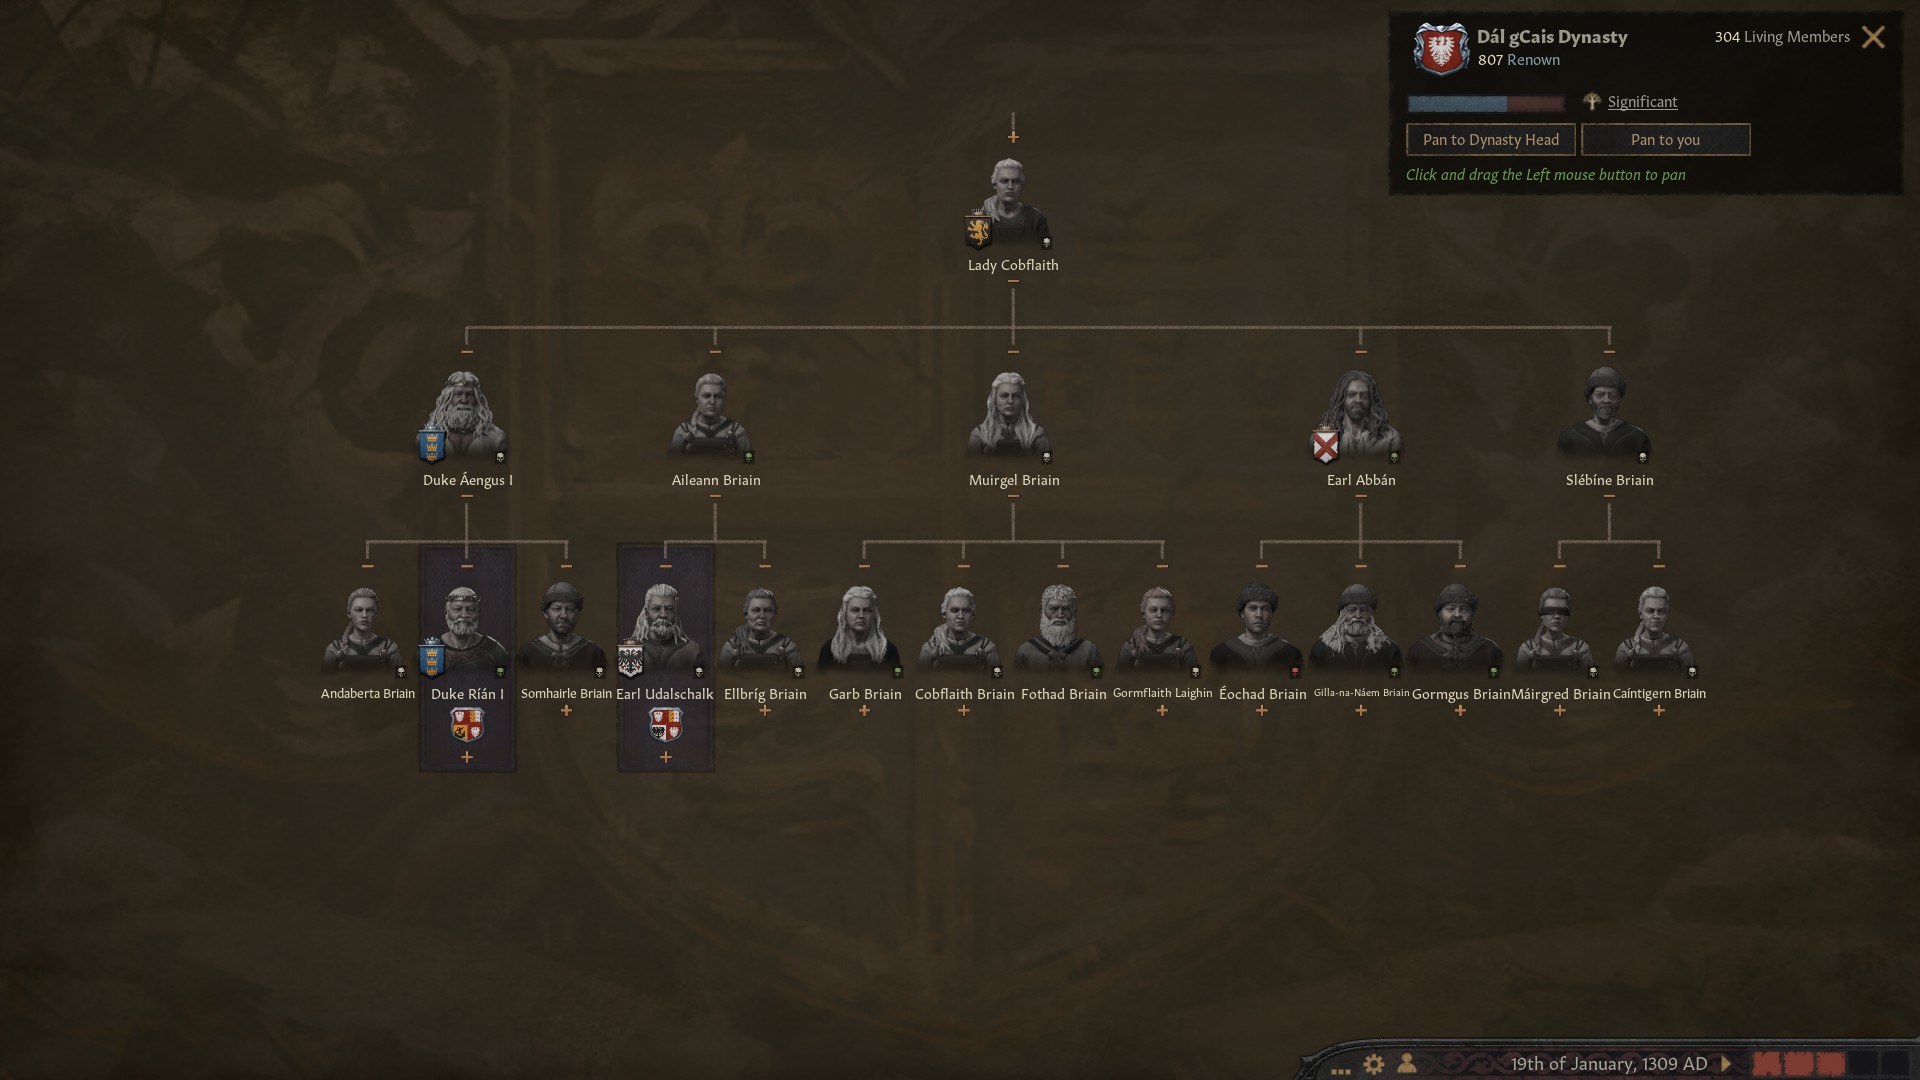 Dál gCais Dynasty
304 Living Members
807 Renown
Significant
Pan to Dynasty Head
Pan to you
Click and drag the Left mouse button to pan
Lady Cobflaith
Duke Áengus I
Aileann Briain
Muirgel Briain
Earl Abbán
Slébíne Briain
Andaberta Briain
Duke Ríán I
Somhairle Briain
Earl Udalschalk
Ellbríg Briain
Garb Briain
Cobflaith Briain
Fothad Briain
Gormflaith Laighin
Éochad Briain
Gilla-na-Náem Briain
Gormgus Briain
Máirgred Briain
Caíntigern Briain
...
19th of January, 1309 AD